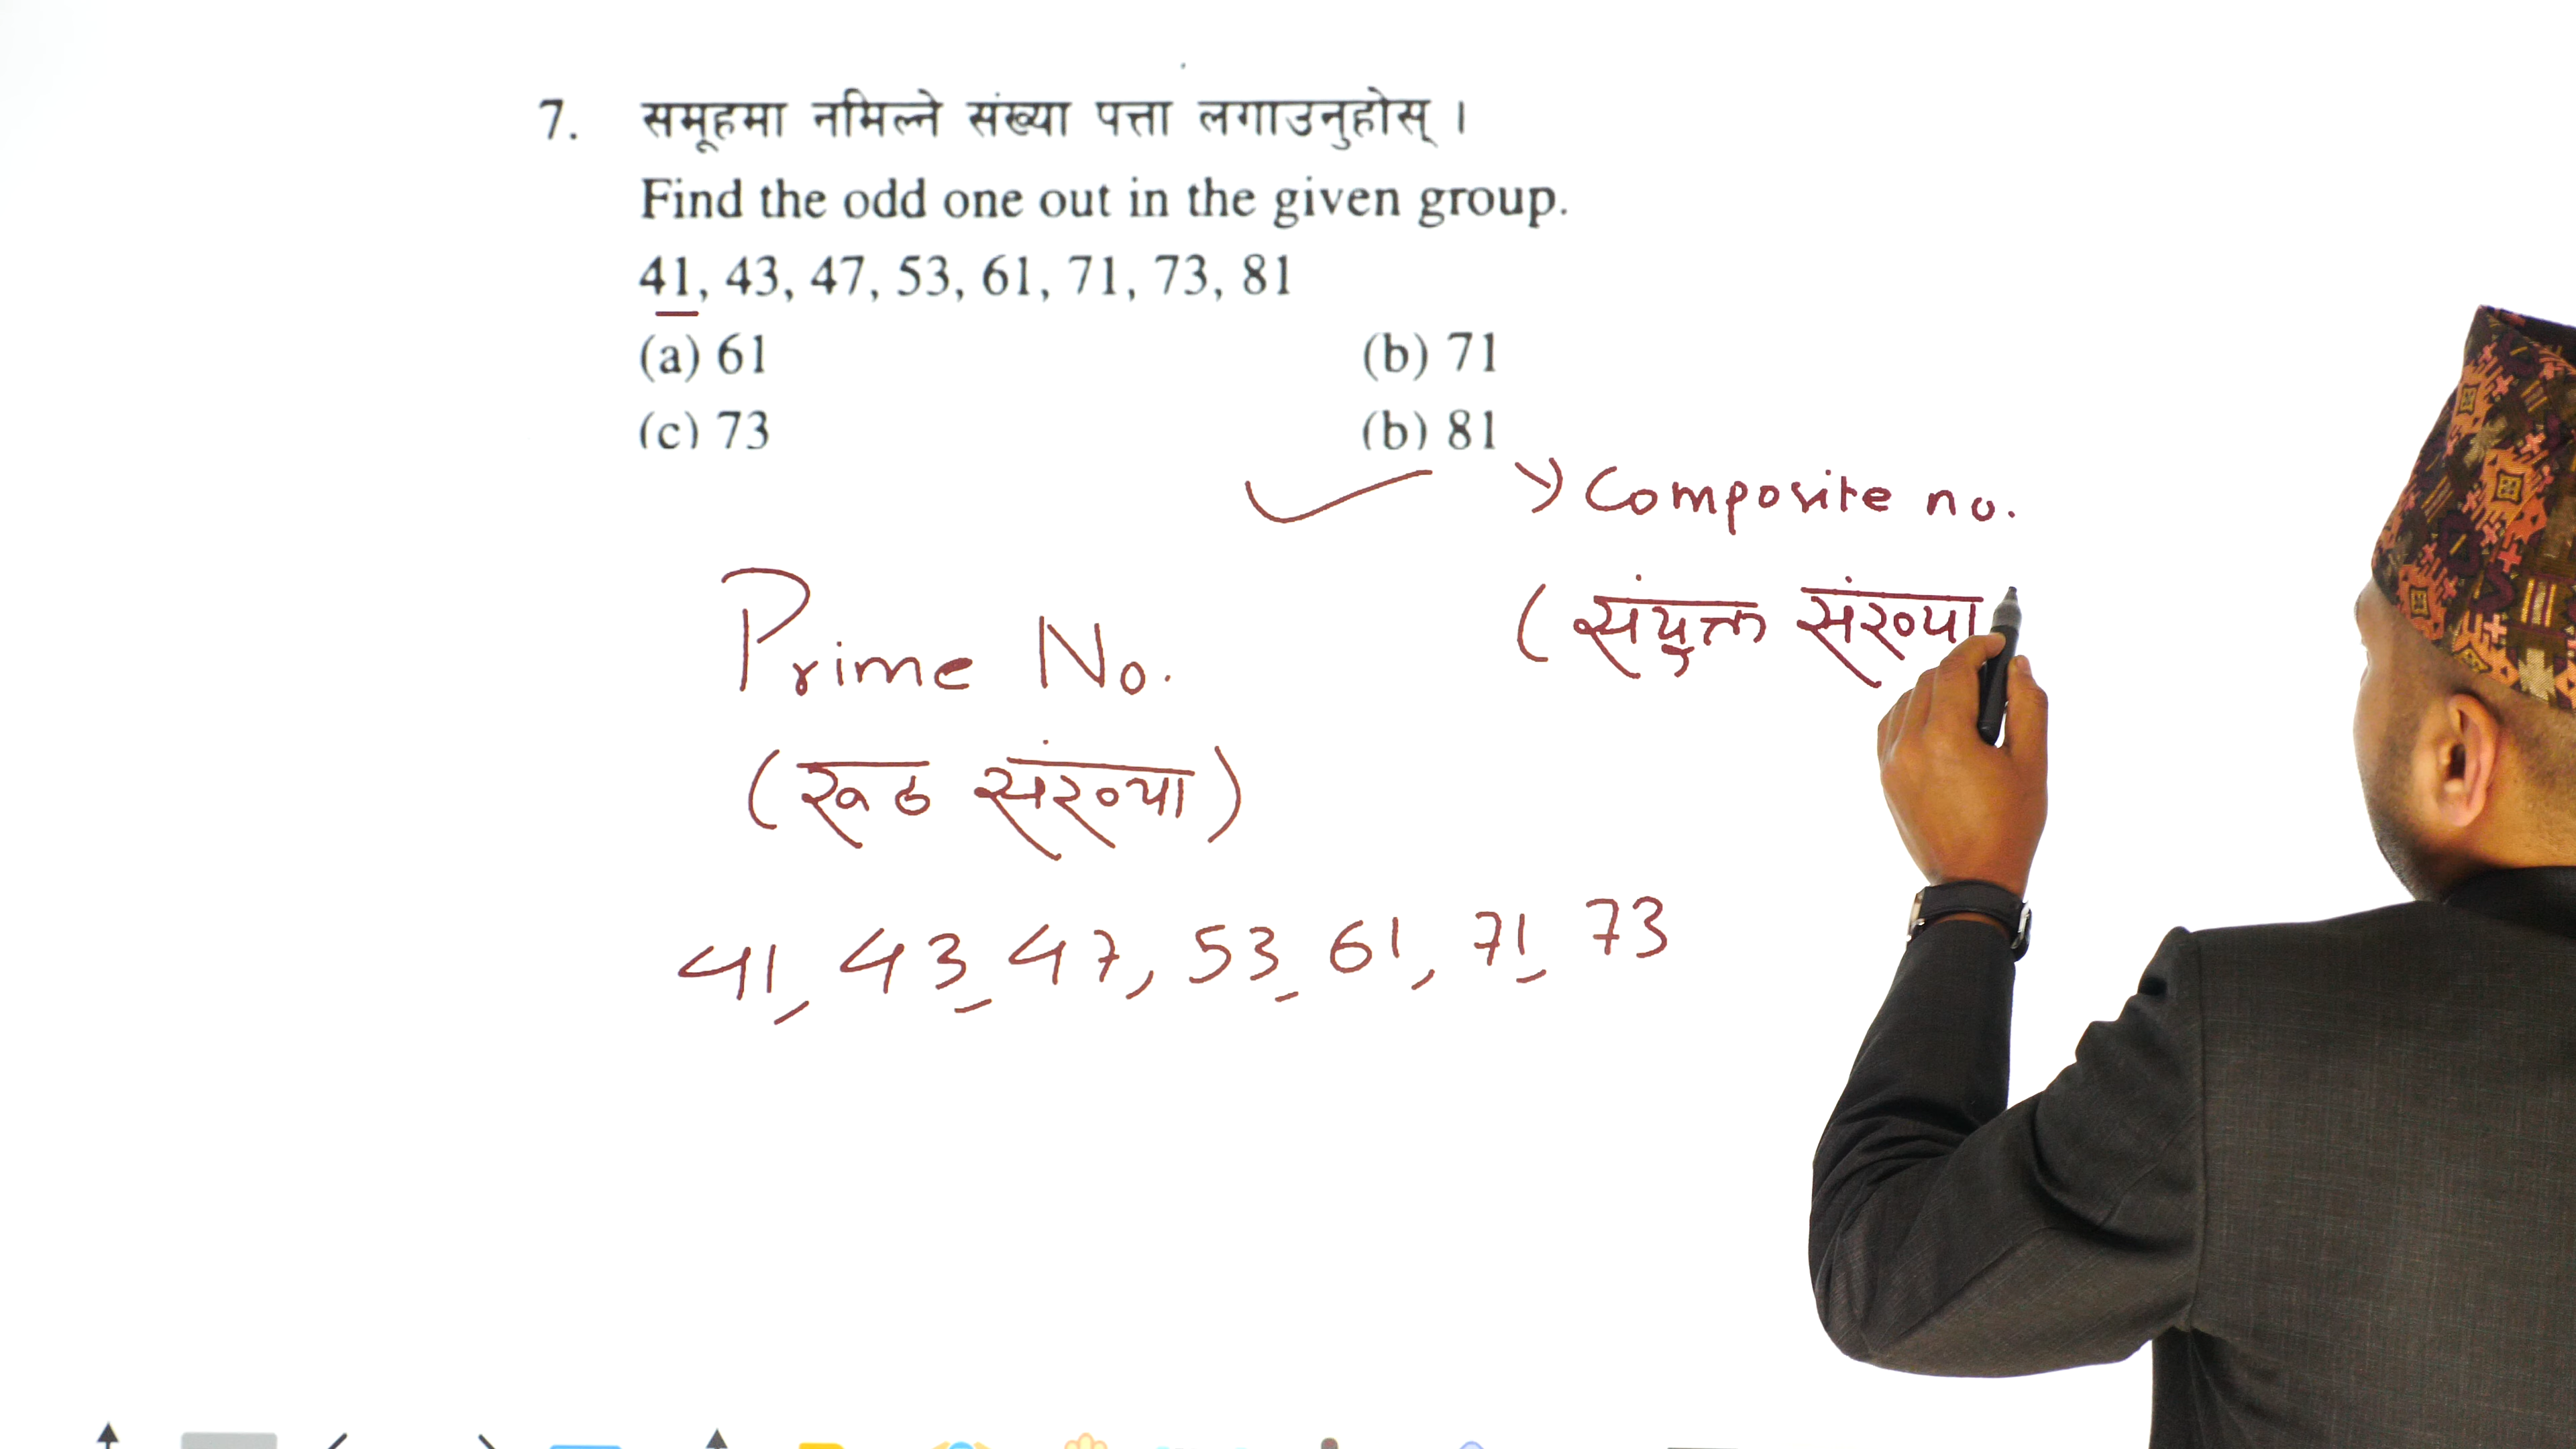 7. समूहमा नमिल्ने संख्या पत्ता लगाउनुहोस् ।
Find the odd one out in the given group.
41, 43, 47, 53, 61, 71, 73, 81
(a) 61 (b) 71
(c) 73 (b) 81
Composite no.
(संयुक्त संख्या
Prime No.
(रूढ संख्या)
41, 43, 47, 53, 61, 71, 73